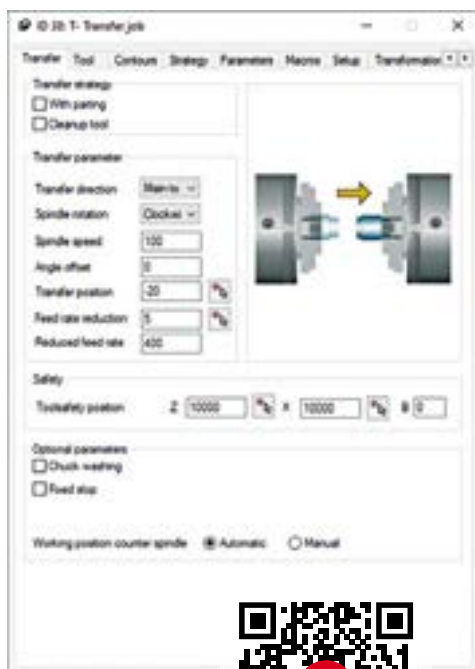 ID 38: T- Transfer job
Transfer Tool Contours Strategy Parameters Macros Setup Transformation
Transfer strategy
With parting
Cleanup tool
Transfer parameter
Transfer direction Main to
Spindle rotation Clockwi
Spindle speed 100
Angle offset 0
Transfer position -20
Feed rate reduction 5
Reduced feed rate 400
Safety
Toolsafety position Z 10000 X 10000 B 0
Optional parameters
Chuck washing
Fixed stop
Working position counter spindle Automatic Manual